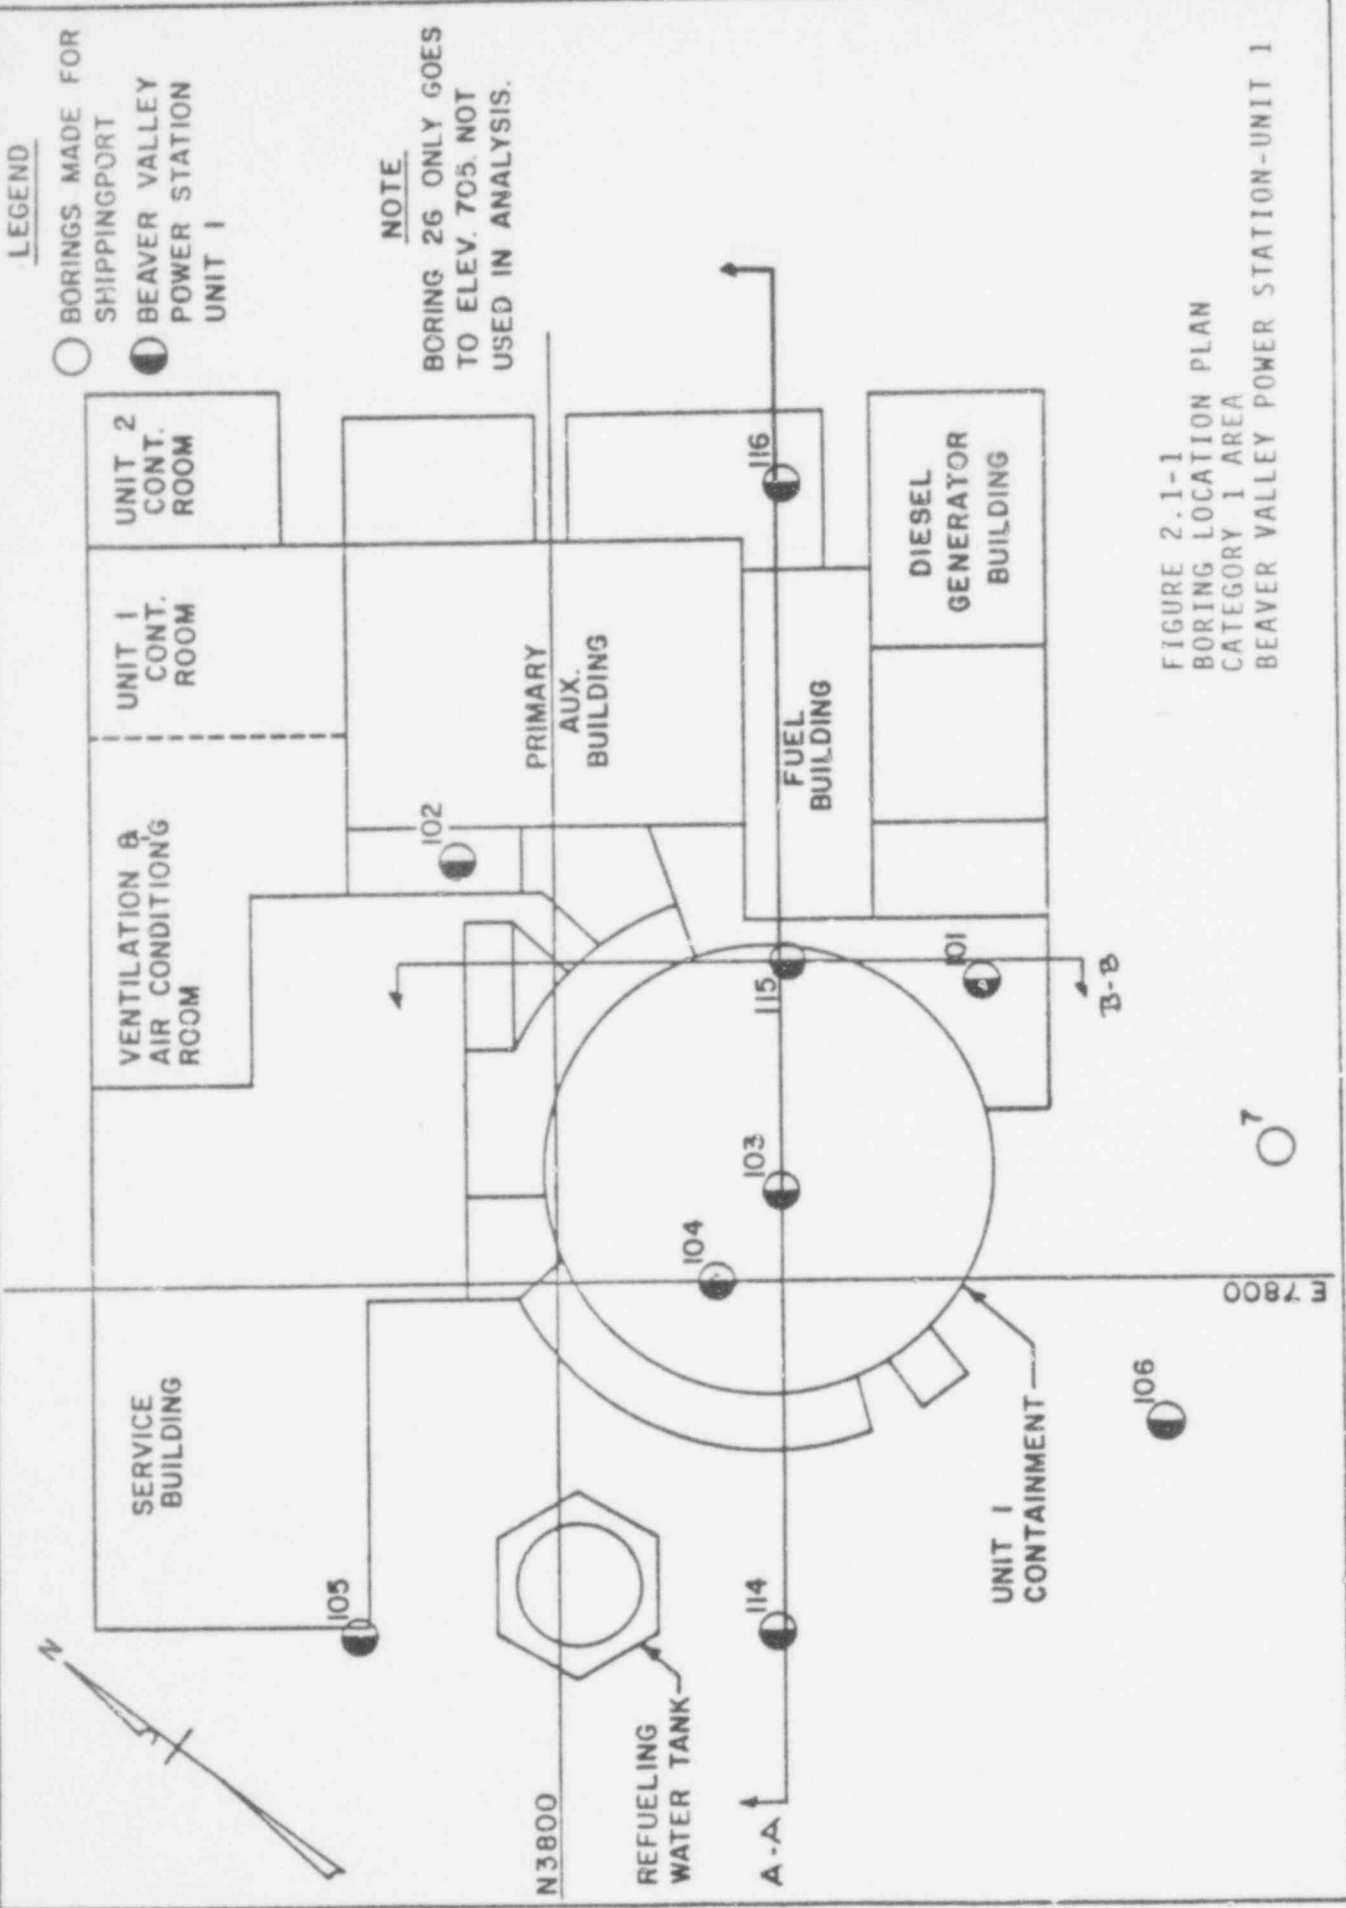 LEGEND
BORINGS MADE FOR
SHIPPINGPORT
BEAVER VALLEY
POWER STATION
UNIT 1
NOTE
BORING 26 ONLY GOES
TO ELEV. 705. NOT
USED IN ANALYSIS.
N
SERVICE
BUILDING
VENTILATION &
AIR CONDITION'G
ROOM
UNIT 1
CONT.
ROOM
UNIT 2
CONT.
ROOM
105
102
N3800
PRIMARY
AUX.
BUILDING
REFUELING
WATER TANK
104
103
115
116
114
A-A
FUEL
BUILDING
DIESEL
GENERATOR
BUILDING
101
B-B
UNIT 1
CONTAINMENT
106
7
E 7800
FIGURE 2.1-1
BORING LOCATION PLAN
CATEGORY 1 AREA
BEAVER VALLEY POWER STATION-UNIT 1